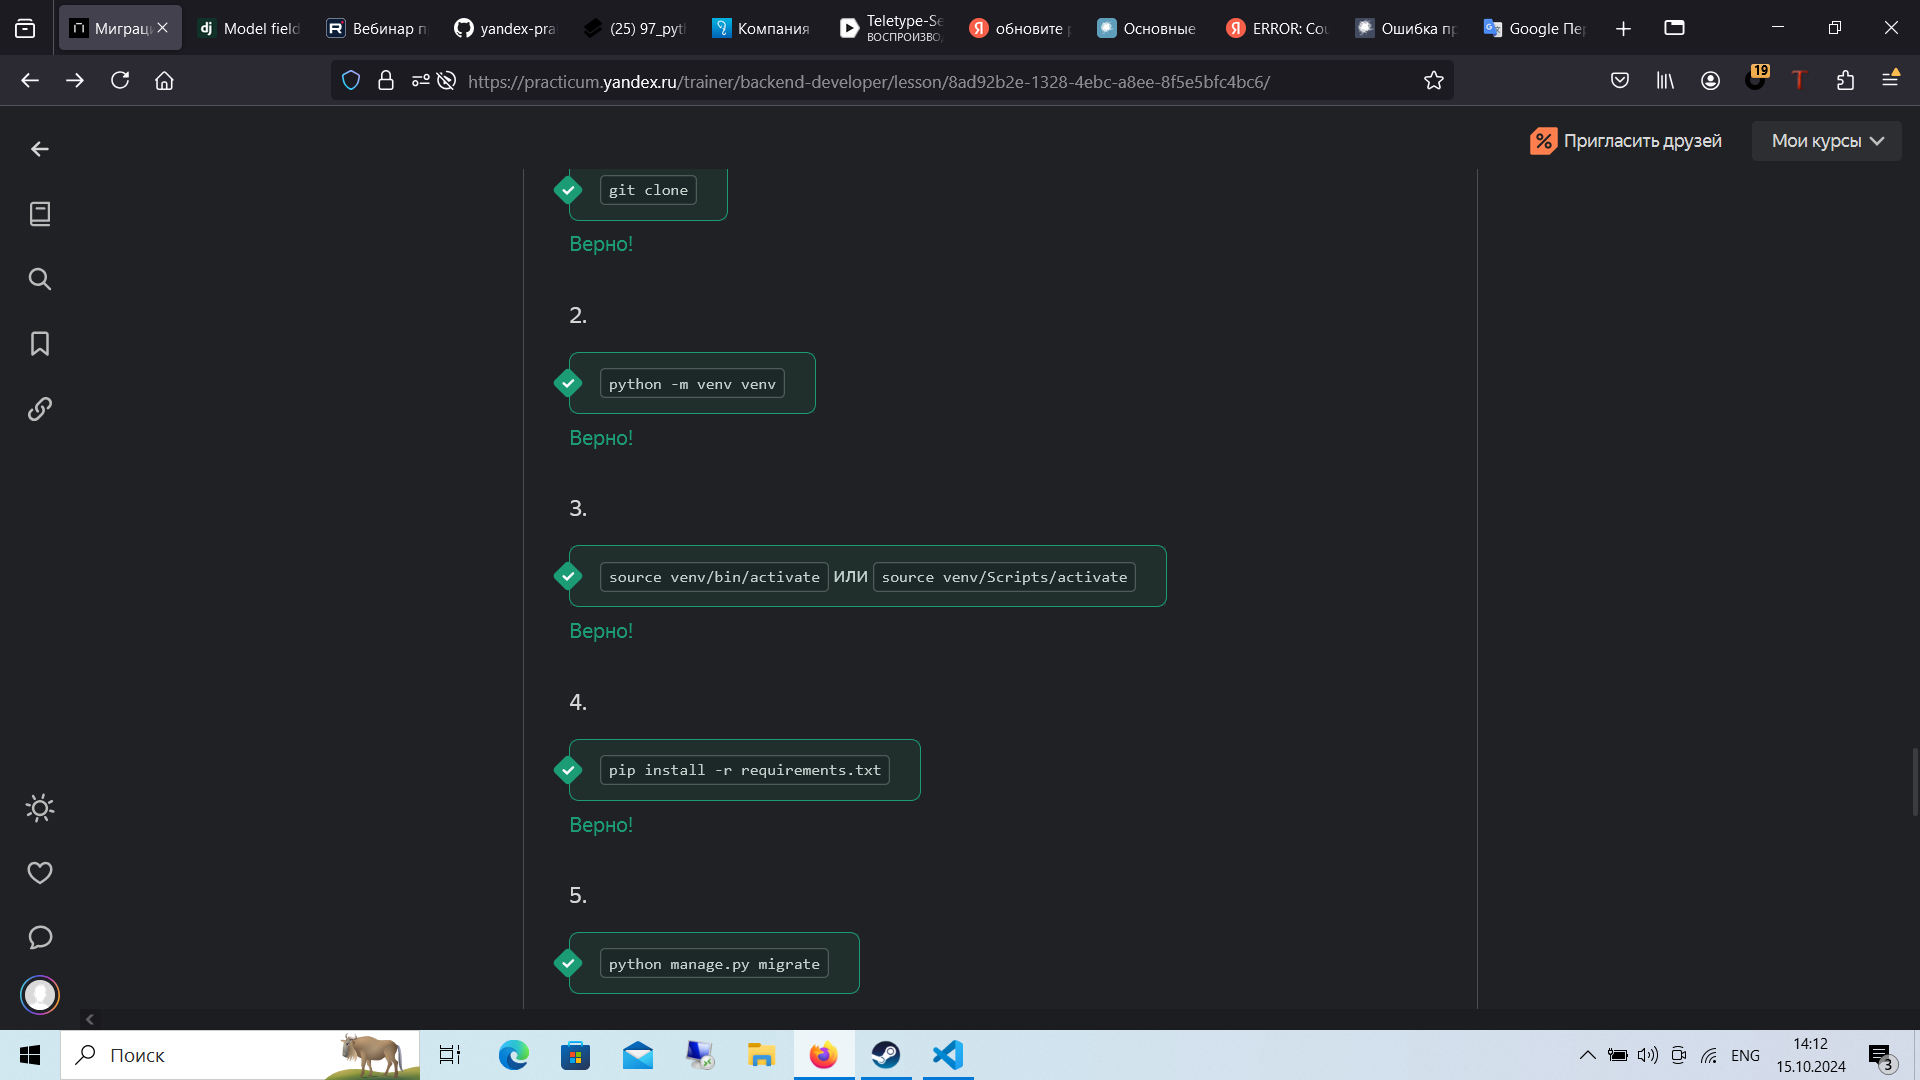 Миграц
Model field
Вебинар п
yandex-pra
(25) 97_pyt
Компания
Teletype-Se
ВОСПРОИЗВОД
обновите p
Основные
ERROR: Cou
Ошибка пр
Google Пе
https://practicum.yandex.ru/trainer/backend-developer/lesson/8ad92b2e-1328-4ebc-a8ee-8f5e5bfc4bc6/
19
Пригласить друзей
Мои курсы
git clone
Верно!
2.
python -m venv venv
Верно!
3.
source venv/bin/activate или source venv/Scripts/activate
Верно!
4.
pip install -r requirements.txt
Верно!
5.
python manage.py migrate
Поиск
ENG
14:12
15.10.2024
3